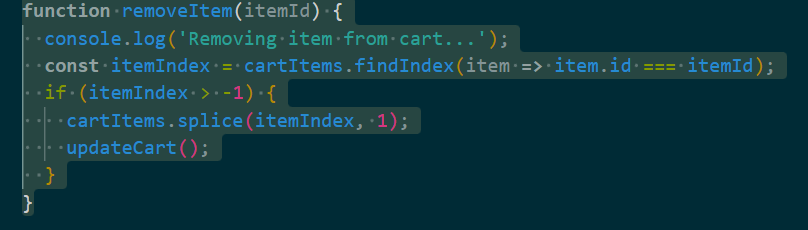 function removeItem(itemId) {
  console.log('Removing item from cart...');
  const itemIndex = cartItems.findIndex(item => item.id === itemId);
  if (itemIndex > -1) {
    cartItems.splice(itemIndex, 1);
    updateCart();
  }
}